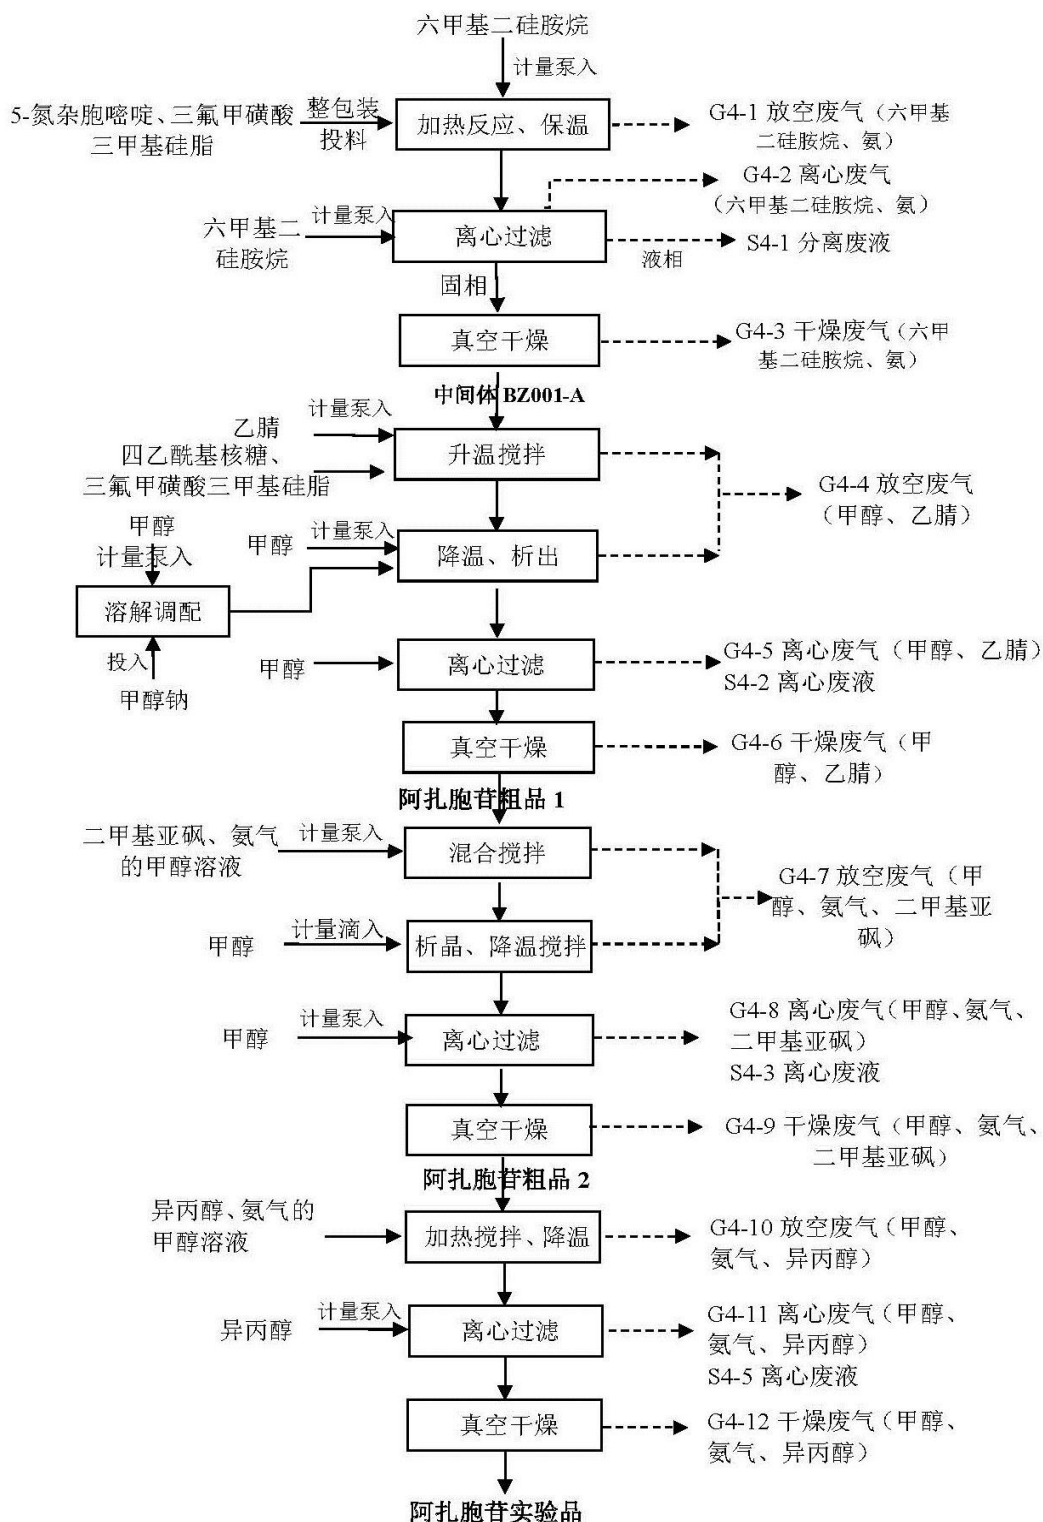 六甲基二硅胺烷
计量泵入
5-氮杂胞嘧啶、三氟甲磺酸
三甲基硅脂
整包装
投料
加热反应、保温
G4-1 放空废气（六甲基
二硅胺烷、氨）
G4-2 离心废气
（六甲基二硅胺烷、氨）
六甲基二
硅胺烷
计量泵入
离心过滤
液相
S4-1 分离废液
固相
真空干燥
G4-3 干燥废气（六甲
基二硅胺烷、氨）
中间体 BZ001-A
计量泵入
乙腈
四乙酰基核糖、
三氟甲磺酸三甲基硅脂
升温搅拌
G4-4 放空废气
（甲醇、乙腈）
甲醇
计量泵入
甲醇
计量泵入
降温、析出
溶解调配
投入
甲醇钠
甲醇
离心过滤
G4-5 离心废气（甲醇、乙腈）
S4-2 离心废液
真空干燥
G4-6 干燥废气（甲
醇、乙腈）
阿扎胞苷粗品 1
二甲基亚砜、氨气
的甲醇溶液
计量泵入
混合搅拌
G4-7 放空废气（甲
醇、氨气、二甲基亚
砜）
甲醇
计量滴入
析晶、降温搅拌
甲醇
计量泵入
离心过滤
G4-8 离心废气（甲醇、氨气、
二甲基亚砜）
S4-3 离心废液
真空干燥
G4-9 干燥废气（甲醇、氨气、
二甲基亚砜）
阿扎胞苷粗品 2
异丙醇、氨气的
甲醇溶液
加热搅拌、降温
G4-10 放空废气（甲醇、
氨气、异丙醇）
异丙醇
计量泵入
离心过滤
G4-11 离心废气（甲醇、
氨气、异丙醇）
S4-5 离心废液
真空干燥
G4-12 干燥废气（甲醇、
氨气、异丙醇）
阿扎胞苷实验品